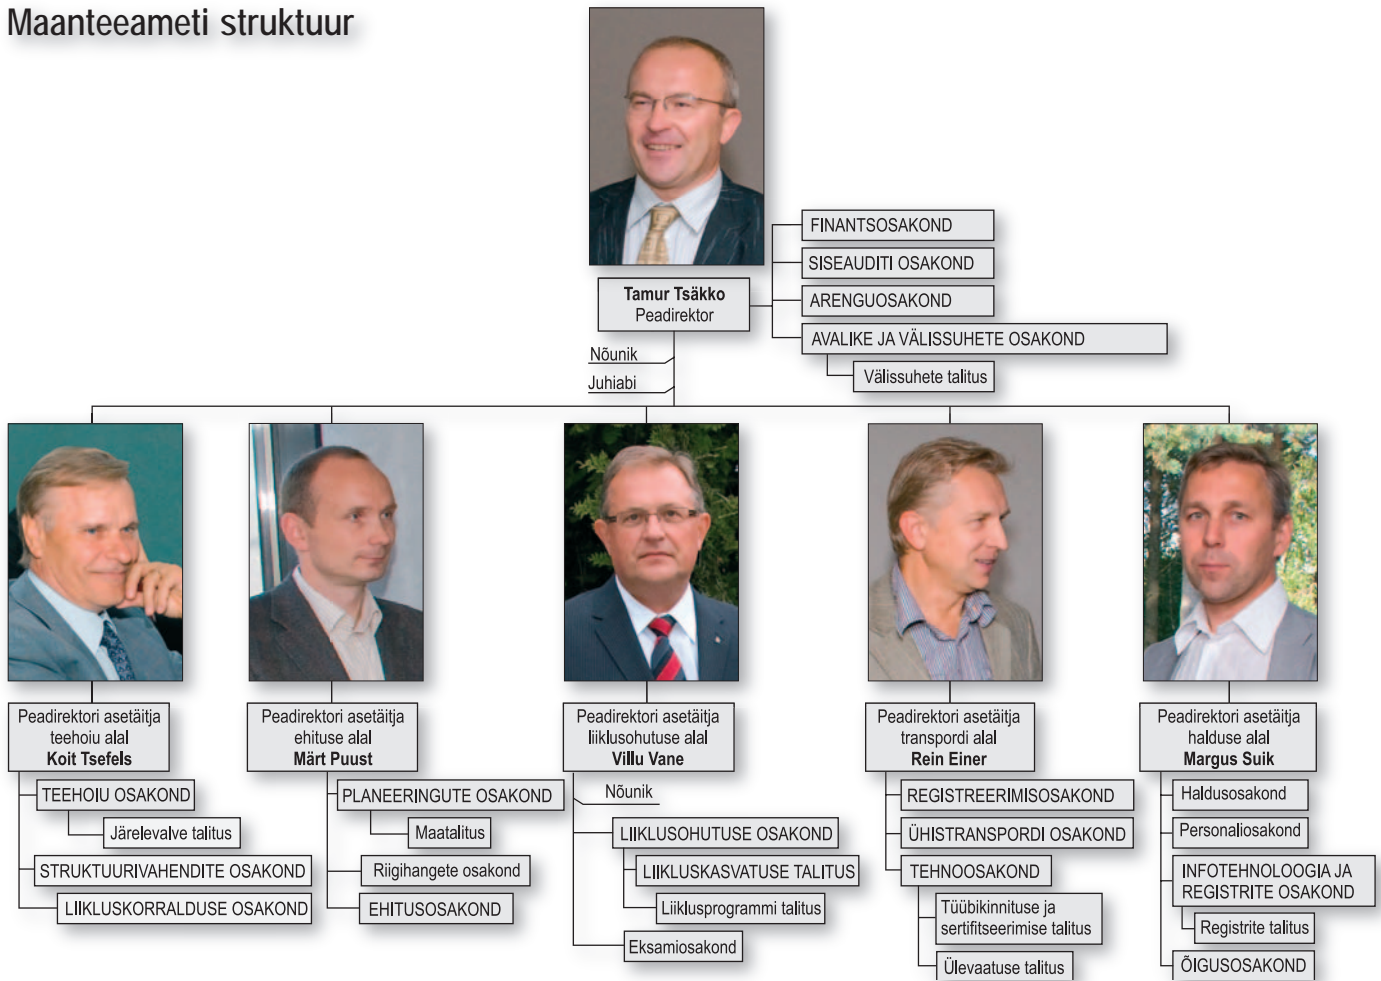 Maanteeameti struktuur
Tamur Tsäkko
Peadirektor
FINANTSOSAKOND
SISEAUDITI OSAKOND
ARENGUOSAKOND
AVALIKE JA VÄLISSUHETE OSAKOND
Välissuhete talitus
Nõunik
Juhiabi
Peadirektori asetäitja
teehoiu alal
Koit Tsefels
TEEHOIU OSAKOND
Järelevalve talitus
STRUKTUURIVAHENDITE OSAKOND
LIIKLUSKORRALDUSE OSAKOND
Peadirektori asetäitja
ehituse alal
Märt Puust
PLANEERINGUTE OSAKOND
Maatalitus
Riigihangete osakond
EHITUSOSAKOND
Peadirektori asetäitja
liiklusohutuse alal
Villu Vane
Nõunik
LIIKLUSOHUTUSE OSAKOND
LIIKLUSKASVATUSE TALITUS
Liiklusprogrammi talitus
Eksamiosakond
Peadirektori asetäitja
transpordi alal
Rein Einer
REGISTREERIMISOSAKOND
ÜHISTRANSPORDI OSAKOND
TEHNOOSAKOND
Tüübikinnituse ja
sertifitseerimise talitus
Ülevaatuse talitus
Peadirektori asetäitja
halduse alal
Margus Suik
Haldusosakond
Personaliosakond
INFOTEHNOLOOGIA JA
REGISTRITE OSAKOND
Registrite talitus
ÕIGUSOSAKOND